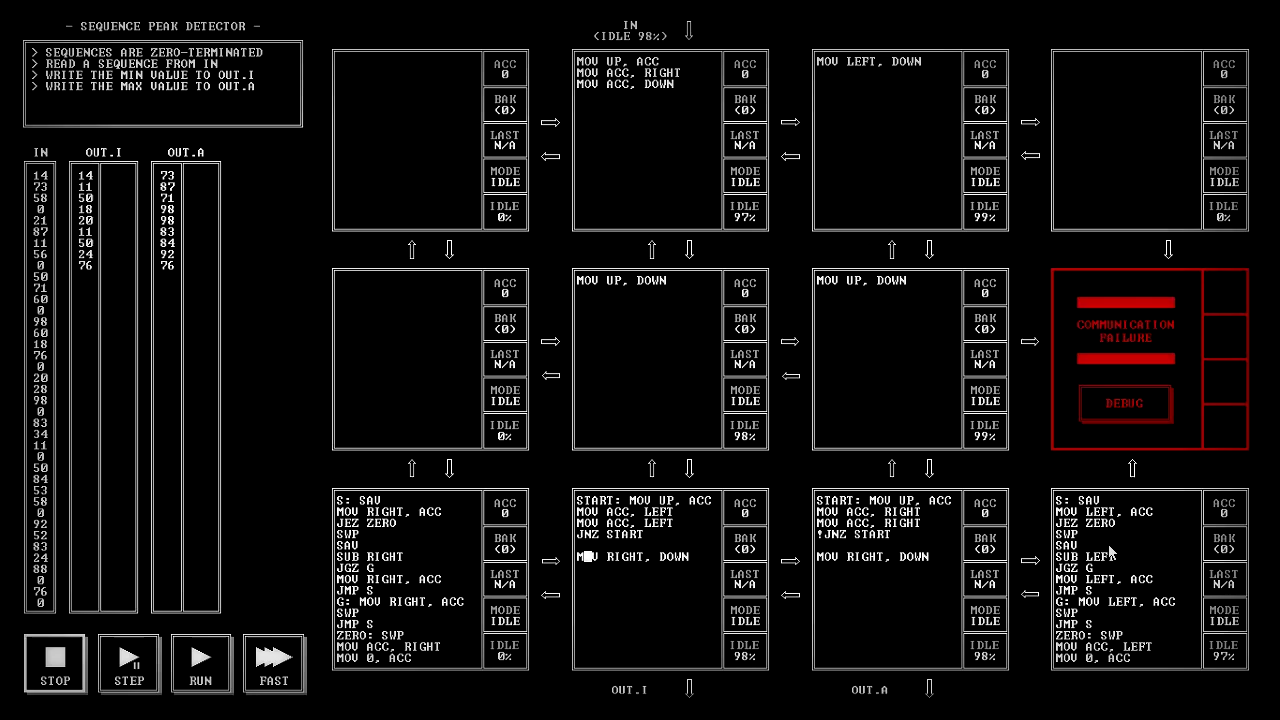 - SEQUENCE PEAK DETECTOR -
> SEQUENCES ARE ZERO-TERMINATED
> READ A SEQUENCE FROM IN
> WRITE THE MIN VALUE TO OUT.I
> WRITE THE MAX VALUE TO OUT.A
IN OUT.I OUT.A
14 14 73
73 11 87
58 50 71
0 18 98
21 20 98
87 11 83
11 50 84
56 24 92
0 76 76
50
71
60
0
98
60
18
76
0
20
28
98
0
83
34
11
0
50
84
53
58
0
92
52
83
24
88
0
76
0
STOP
STEP
RUN
FAST
IN
(IDLE 98%)
ACC
0
BAK
(0)
LAST
N/A
MODE
IDLE
IDLE
0%
MOV UP, ACC
MOV ACC, RIGHT
MOV ACC, DOWN
ACC
0
BAK
(0)
LAST
N/A
MODE
IDLE
IDLE
97%
MOV LEFT, DOWN
ACC
0
BAK
(0)
LAST
N/A
MODE
IDLE
IDLE
99%
ACC
0
BAK
(0)
LAST
N/A
MODE
IDLE
IDLE
0%
ACC
0
BAK
(0)
LAST
N/A
MODE
IDLE
IDLE
0%
MOV UP, DOWN
ACC
0
BAK
(0)
LAST
N/A
MODE
IDLE
IDLE
98%
MOV UP, DOWN
ACC
0
BAK
(0)
LAST
N/A
MODE
IDLE
IDLE
99%
COMMUNICATION
FAILURE
DEBUG
S: SAV
MOV RIGHT, ACC
JEZ ZERO
SWP
SAV
SUB RIGHT
JGZ G
MOV RIGHT, ACC
JMP S
G: MOV RIGHT, ACC
SWP
JMP S
ZERO: SWP
MOV ACC, RIGHT
MOV 0, ACC
ACC
0
BAK
(0)
LAST
N/A
MODE
IDLE
IDLE
0%
START: MOV UP, ACC
MOV ACC, LEFT
MOV ACC, LEFT
JNZ START
MOV RIGHT, DOWN
ACC
0
BAK
(0)
LAST
N/A
MODE
IDLE
IDLE
98%
START: MOV UP, ACC
MOV ACC, RIGHT
MOV ACC, RIGHT
!JNZ START
MOV RIGHT, DOWN
ACC
0
BAK
(0)
LAST
N/A
MODE
IDLE
IDLE
98%
S: SAV
MOV LEFT, ACC
JEZ ZERO
SWP
SAV
SUB LEFT
JGZ G
MOV LEFT, ACC
JMP S
G: MOV LEFT, ACC
SWP
JMP S
ZERO: SWP
MOV ACC, LEFT
MOV 0, ACC
ACC
0
BAK
(0)
LAST
N/A
MODE
IDLE
IDLE
97%
OUT.I
OUT.A